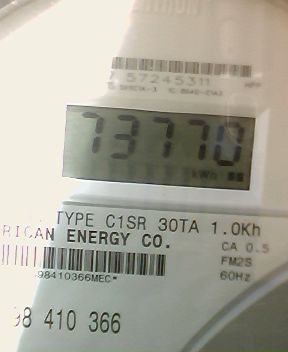 57245311
73770
kWh
TYPE C1SR 30TA 1.0Kh
RICAN ENERGY CO.
CA 0.5
FM2S
60Hz
98410366MEC*
98 410 366